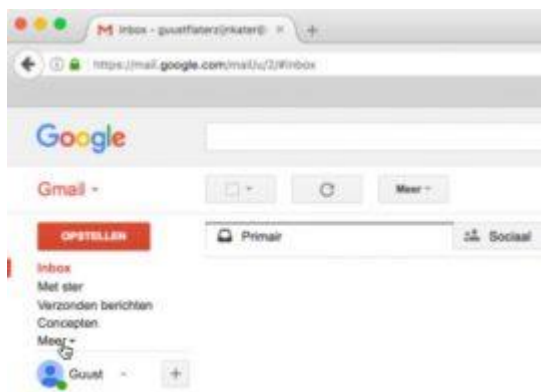 Inbox -
https://mail.google.com/mail/u/2/#inbox
Google
Gmail
Meer
OPSTELLEN
Primair
Sociaal
Inbox
Met ster
Verzonden berichten
Concepten
Meer
Guust
+